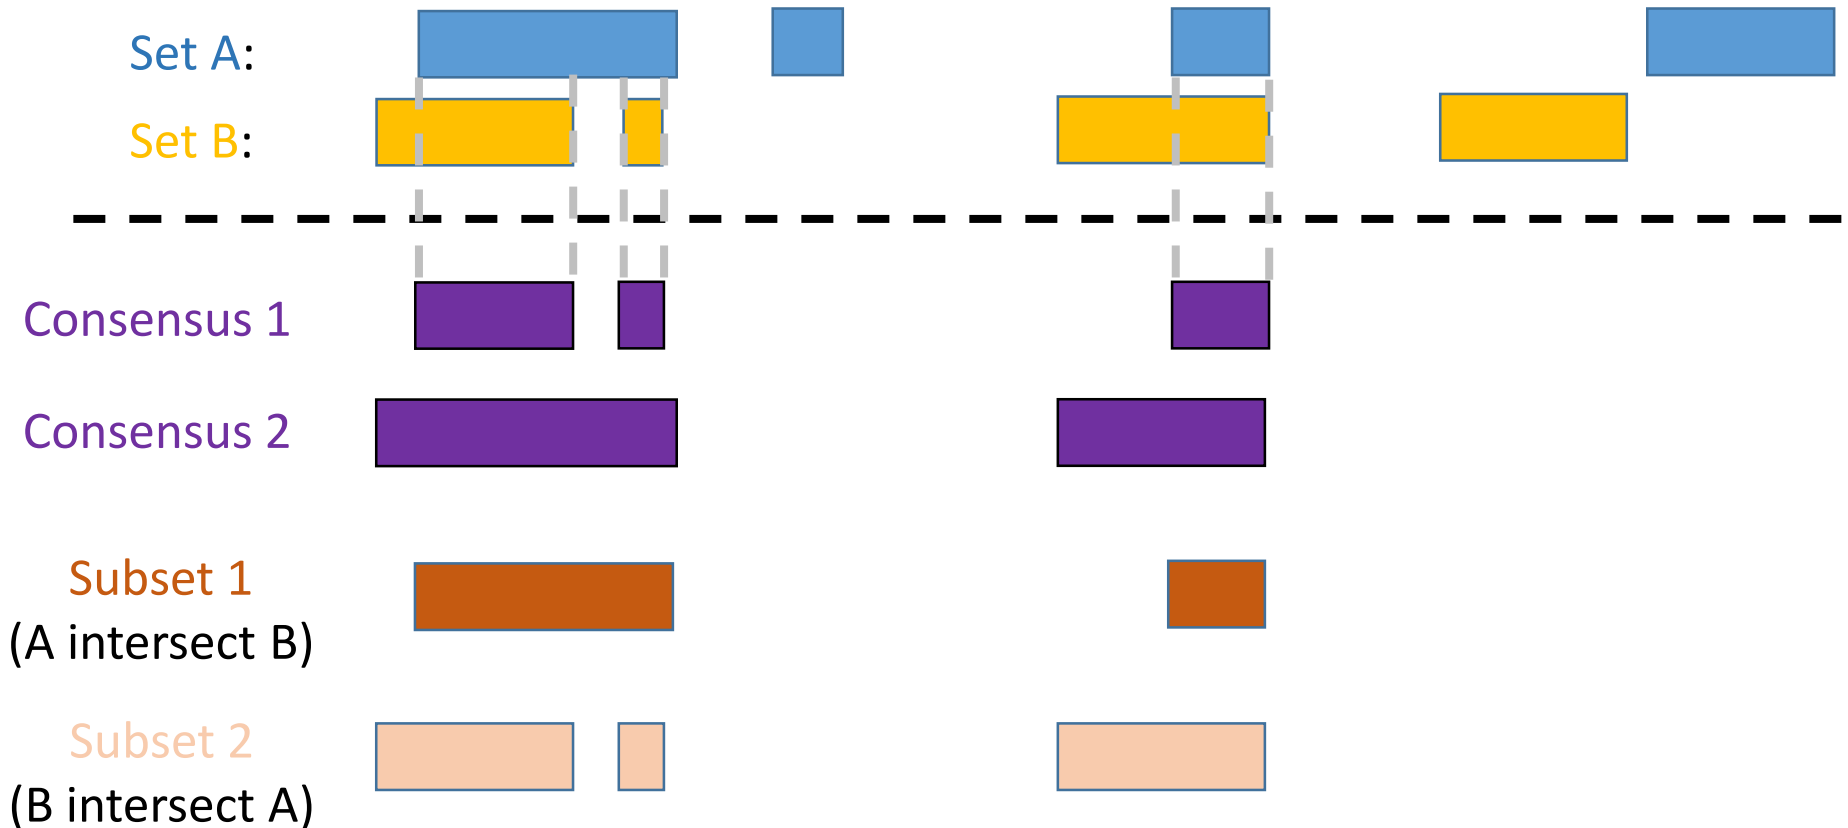 Set A:
Set B:
Consensus 1
Consensus 2
Subset 1
(A intersect B)
Subset 2
(B intersect A)